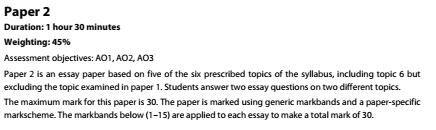 Paper 2
Duration: 1 hour 30 minutes
Weighting: 45%
Assessment objectives: AO1, AO2, AO3
Paper 2 is an essay paper based on five of the six prescribed topics of the syllabus, including topic 6 but
excluding the topic examined in paper 1. Students answer two essay questions on two different topics.
The maximum mark for this paper is 30. The paper is marked using generic markbands and a paper-specific
markscheme. The markbands below (1–15) are applied to each essay to make a total mark of 30.